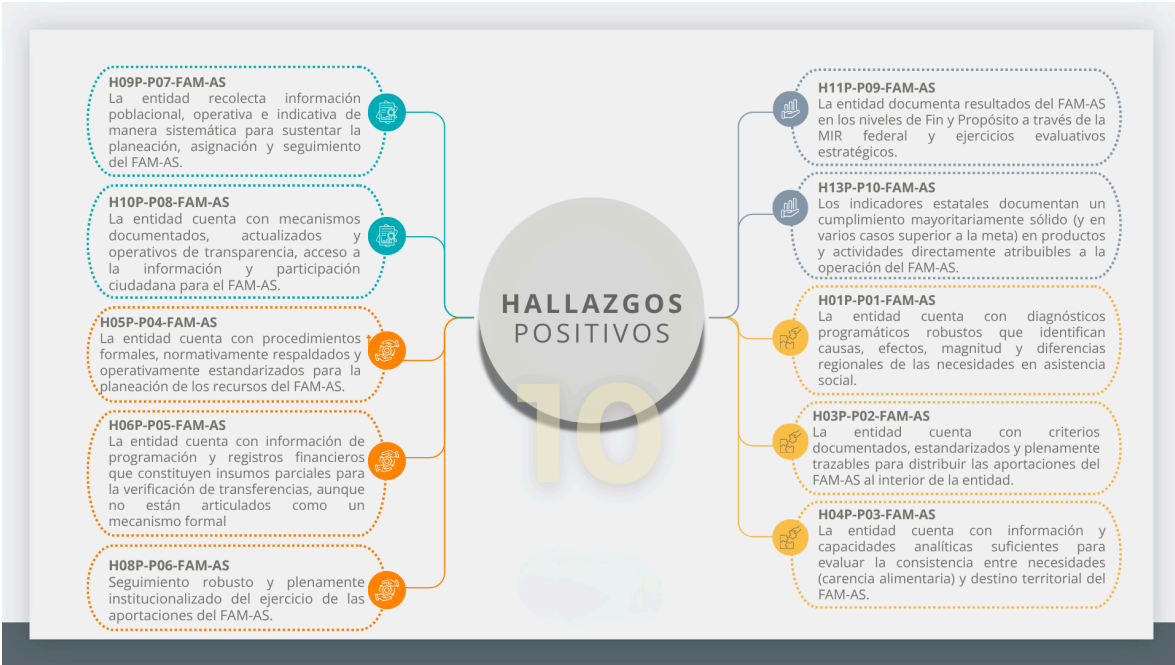 H09P-P07-FAM-AS
La entidad recolecta información
poblacional, operativa e indicativa de
manera sistemática para sustentar la
planeación, asignación y seguimiento
del FAM-AS.
H10P-P08-FAM-AS
La entidad cuenta con mecanismos
documentados, actualizados y
operativos de transparencia, acceso a
la información y participación
ciudadana para el FAM-AS.
H05P-P04-FAM-AS
La entidad cuenta con procedimientos
formales, normativamente respaldados y
operativamente estandarizados para la
planeación de los recursos del FAM-AS.
H06P-P05-FAM-AS
La entidad cuenta con información de
programación y registros financieros
que constituyen insumos parciales para
la verificación de transferencias, aunque
no están articulados como un
mecanismo formal
H08P-P06-FAM-AS
Seguimiento robusto y plenamente
institucionalizado del ejercicio de las
aportaciones del FAM-AS.
HALLAZGOS
POSITIVOS
10
H11P-P09-FAM-AS
La entidad documenta resultados del FAM-AS
en los niveles de Fin y Propósito a través de la
MIR federal y ejercicios evaluativos
estratégicos.
H13P-P10-FAM-AS
Los indicadores estatales documentan un
cumplimiento mayoritariamente sólido (y en
varios casos superior a la meta) en productos
y actividades directamente atribuibles a la
operación del FAM-AS.
H01P-P01-FAM-AS
La entidad cuenta con diagnósticos
programáticos robustos que identifican
causas, efectos, magnitud y diferencias
regionales de las necesidades en asistencia
social.
H03P-P02-FAM-AS
La entidad cuenta con criterios
documentados, estandarizados y plenamente
trazables para distribuir las aportaciones del
FAM-AS al interior de la entidad.
H04P-P03-FAM-AS
La entidad cuenta con información y
capacidades analíticas suficientes para
evaluar la consistencia entre necesidades
(carencia alimentaria) y destino territorial del
FAM-AS.